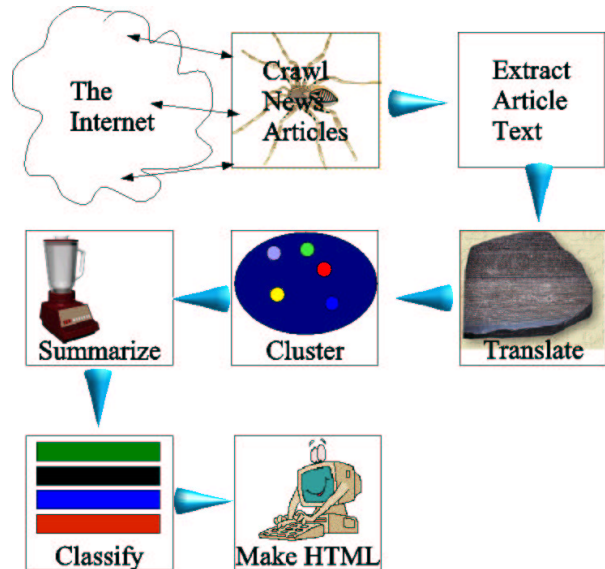 The
Internet
Crawl
News
Articles
Extract
Article
Text
Translate
Cluster
Summarize
Classify
Make HTML